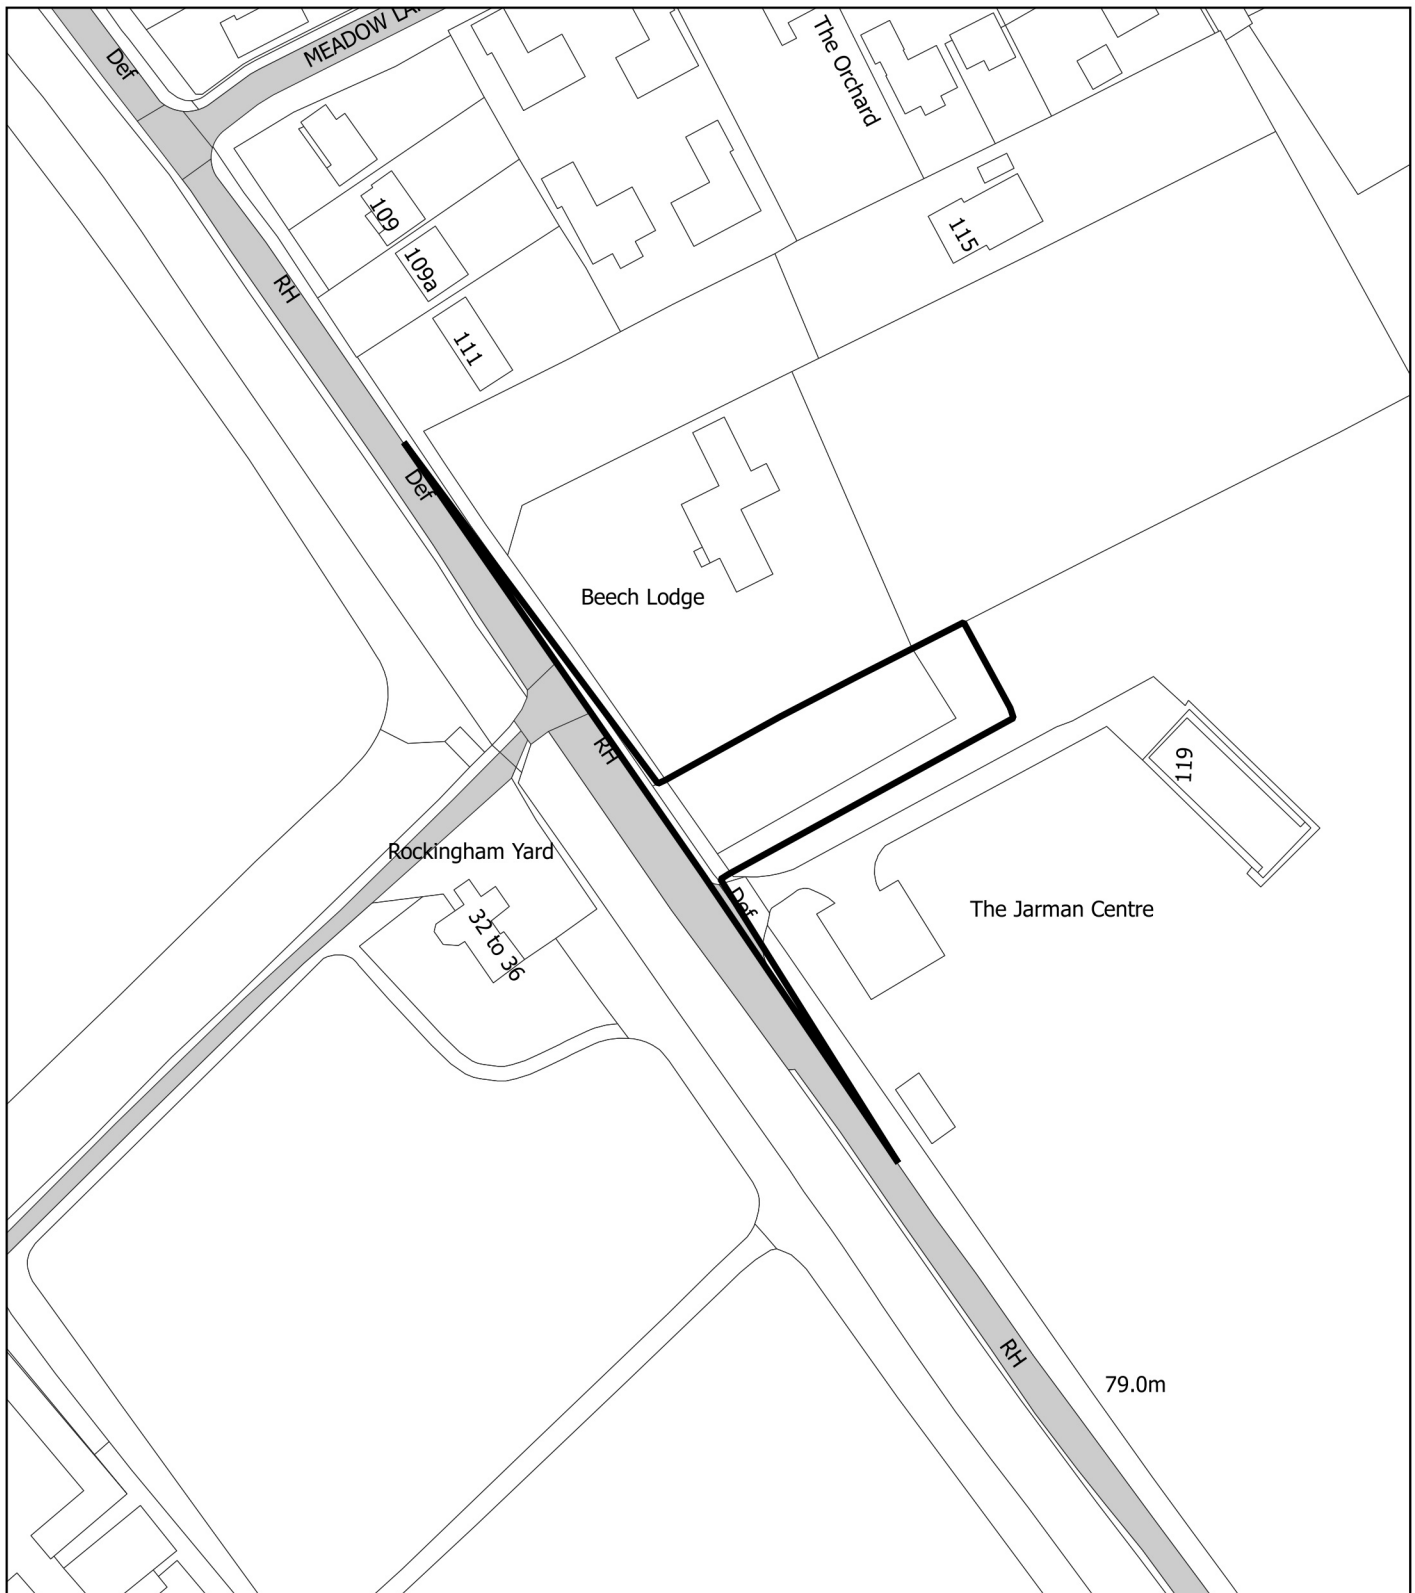 Def
MEADOW
The Orchard
109
115
109a
RH
111
Def
Beech Lodge
RH
119
Rockingham Yard
Def
The Jarman Centre
32 to 36
RH
79.0m